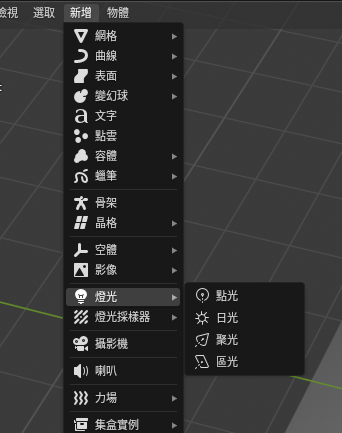 檢視 選取 新增 物體
網格
曲線
表面
變幻球
文字
點雲
容體
蠟筆
骨架
晶格
空體
影像
燈光
點光
日光
聚光
區光
燈光採樣器
攝影機
喇叭
力場
集盒實例